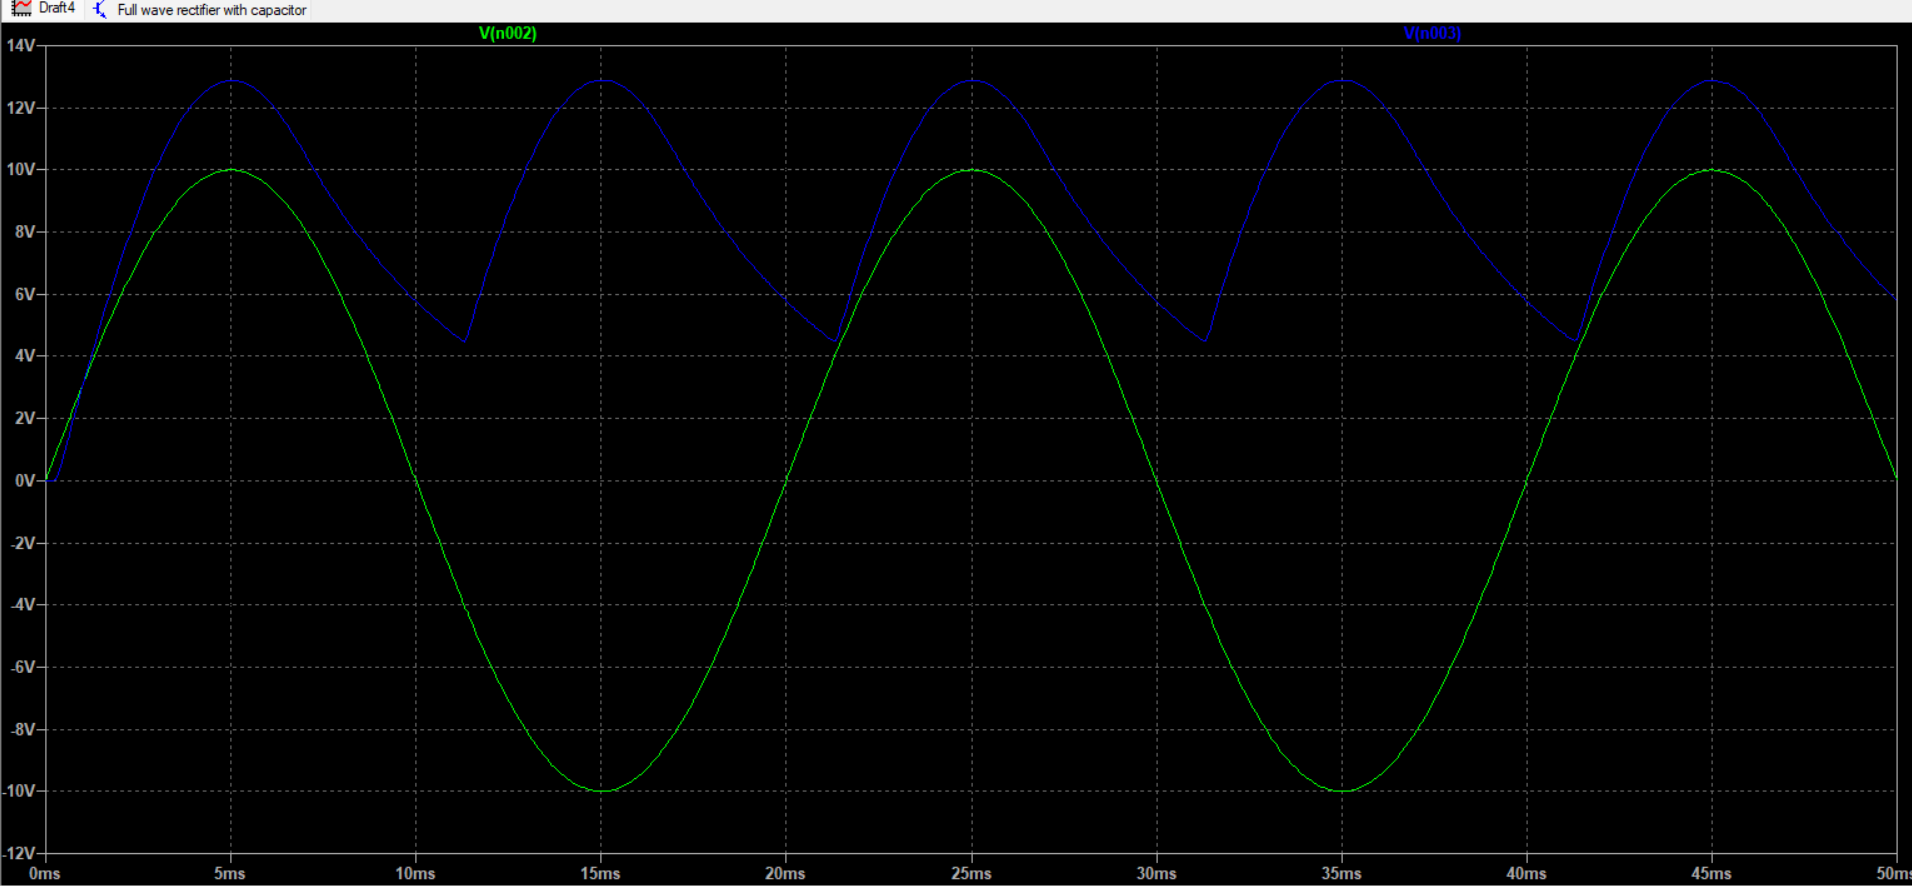 Draft4 Full wave rectifier with capacitor
V(n002) V(n003)
14V
12V
10V
8V
6V
4V
2V
0V
-2V
-4V
-6V
-8V
-10V
-12V
0ms 5ms 10ms 15ms 20ms 25ms 30ms 35ms 40ms 45ms 50ms